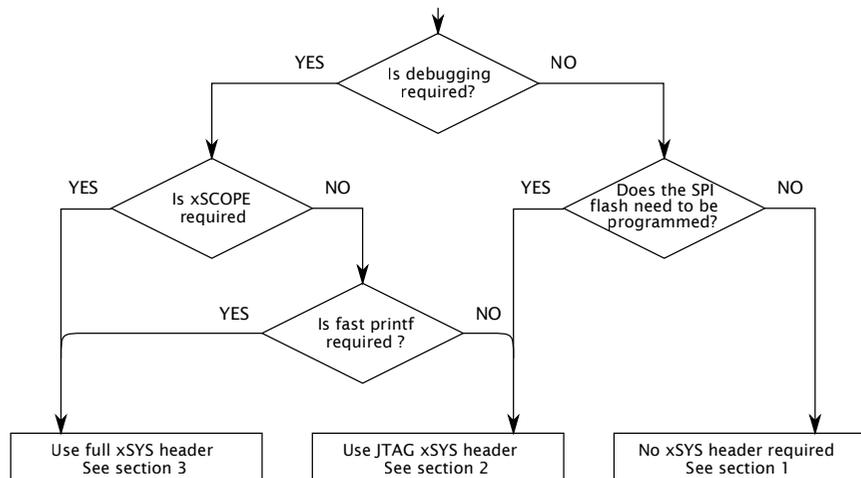 YES
NO
Is debugging
required?
YES
NO
YES
NO
Is xSCOPE
required
Does the SPI
flash need to be
programmed?
YES
NO
Is fast printf
required ?
Use full xSYS header
See section 3
Use JTAG xSYS header
See section 2
No xSYS header required
See section 1